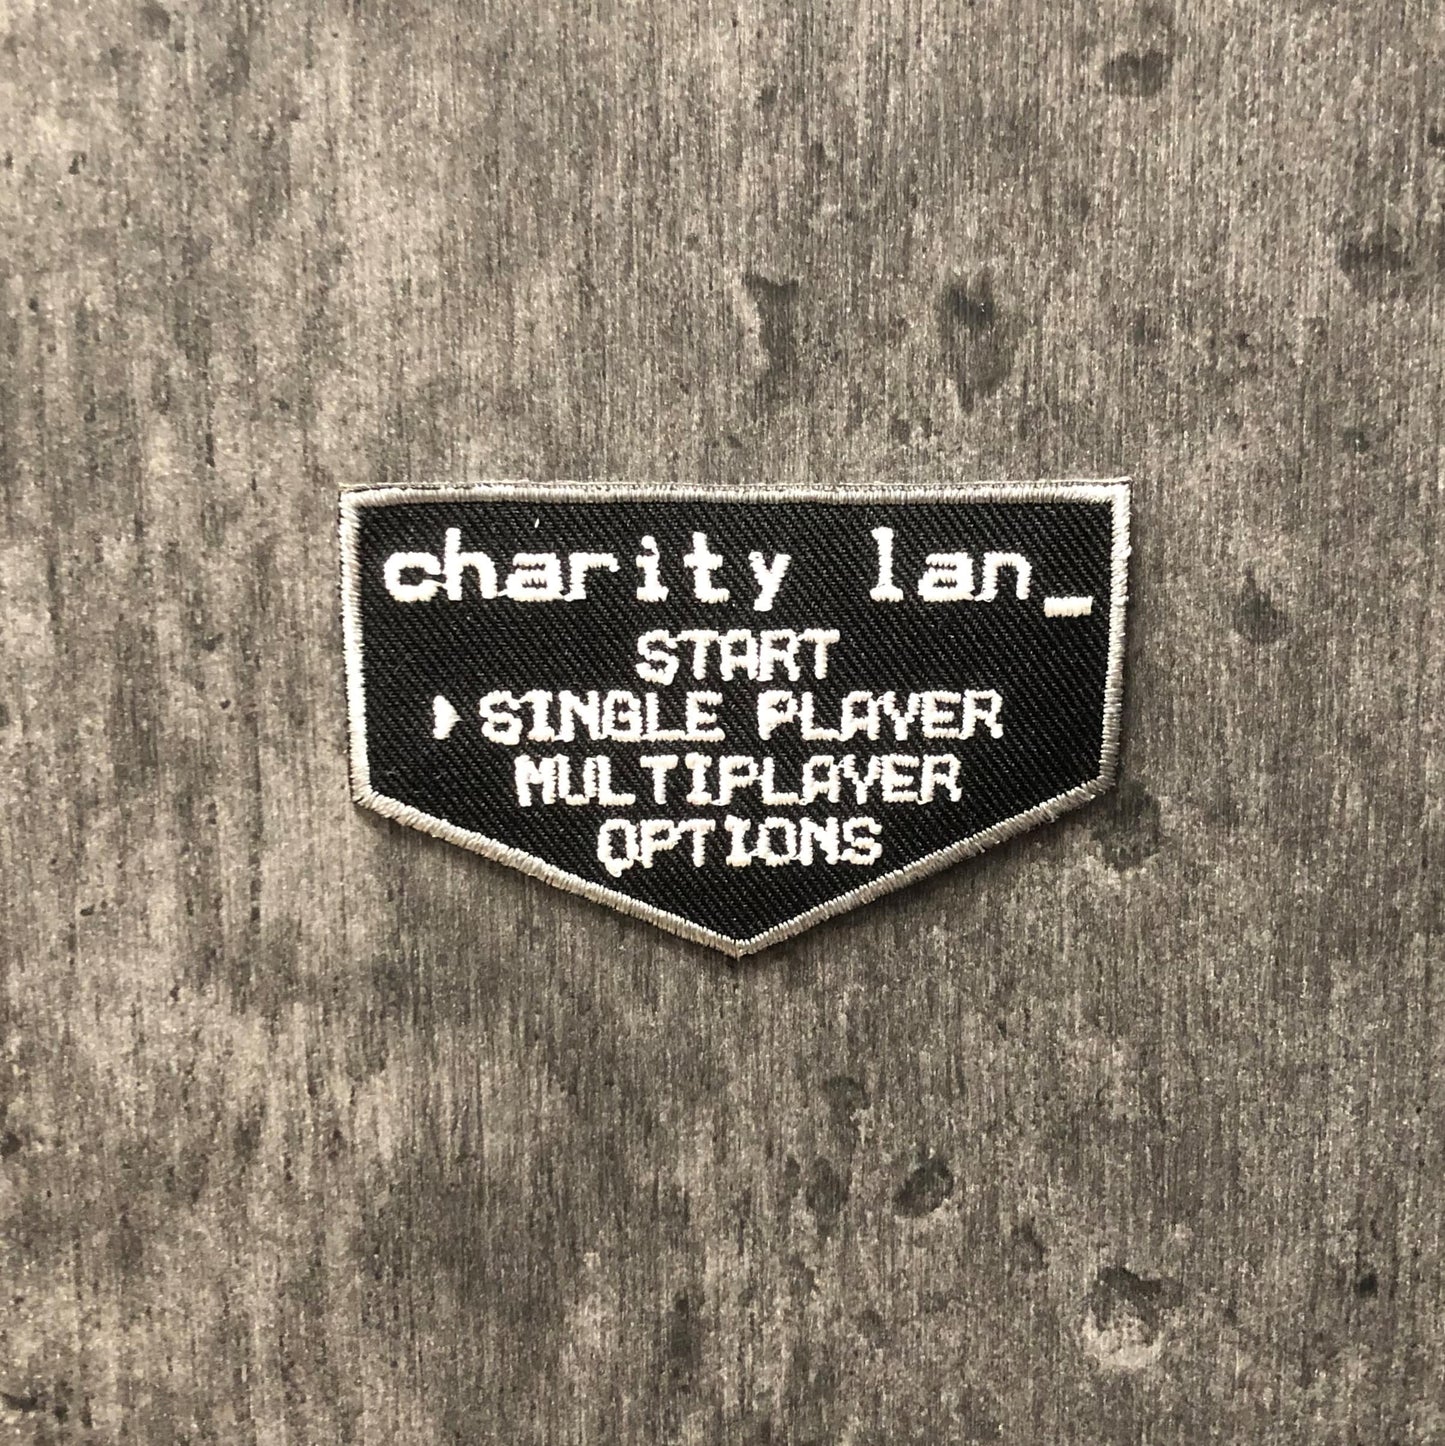 charity lan_
START
SINGLE PLAYER
MULTIPLAYER
OPTIONS